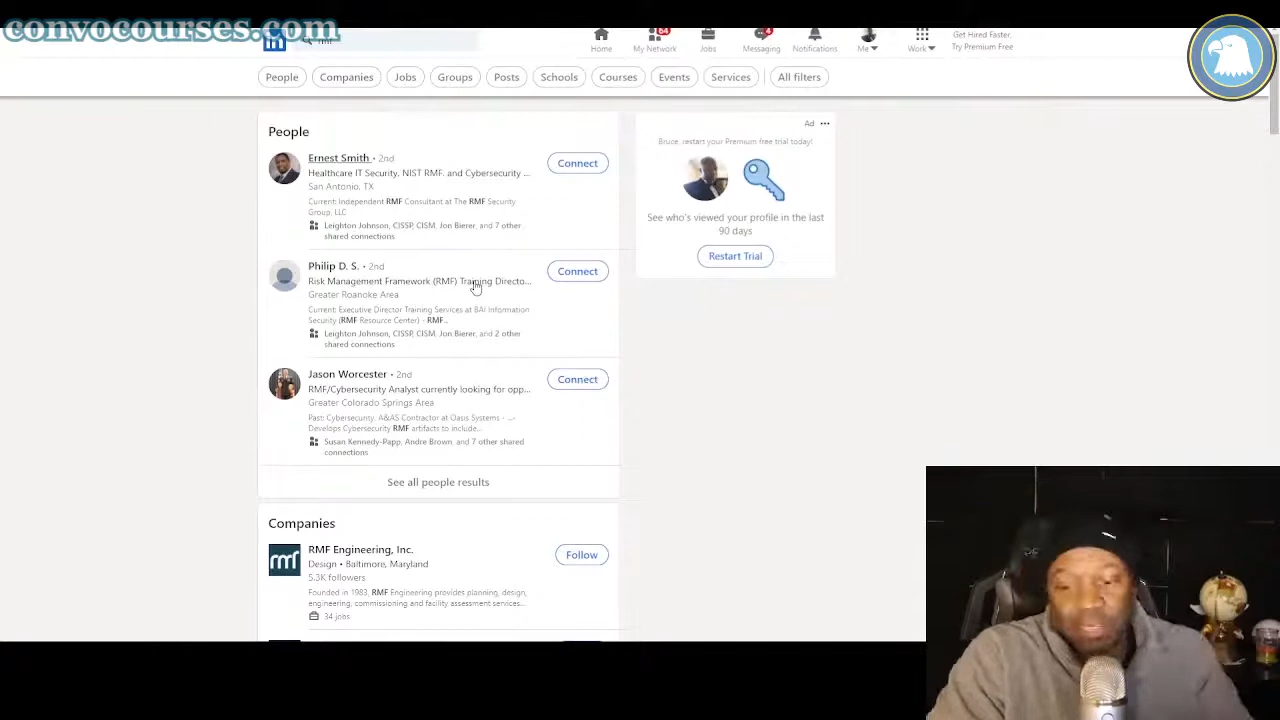 convocourses.com
rmf
Home
My Network
64
Jobs
Messaging
4
Notifications
Me
Work
Get Hired Faster,
Try Premium Free
People
Companies
Jobs
Groups
Posts
Schools
Courses
Events
Services
All filters
People
Ernest Smith • 2nd
Healthcare IT Security, NIST RMF, and Cybersecurity ...
San Antonio, TX
Current: Independent RMF Consultant at The RMF Security
Group, LLC
Leighton Johnson, CISSP, CISM, Jon Bierer, and 7 other
shared connections
Connect
Philip D. S. • 2nd
Risk Management Framework (RMF) Training Directo...
Greater Roanoke Area
Current: Executive Director Training Services at BAI Information
Security (RMF Resource Center) - RMF...
Leighton Johnson, CISSP, CISM, Jon Bierer, and 2 other
shared connections
Connect
Jason Worcester • 2nd
RMF/Cybersecurity Analyst currently looking for opp...
Greater Colorado Springs Area
Past: Cybersecurity, A&AS Contractor at Oasis Systems - ...-
Develops Cybersecurity RMF artifacts to include...
Susan Kennedy-Papp, Andre Brown, and 7 other shared
connections
Connect
See all people results
Companies
rmf
RMF Engineering, Inc.
Design • Baltimore, Maryland
5.3K followers
Founded in 1983, RMF Engineering provides planning, design,
engineering, commissioning and facility assessment services...
34 jobs
Follow
Ad •••
Bruce, restart your Premium free trial today!
See who's viewed your profile in the last
90 days
Restart Trial